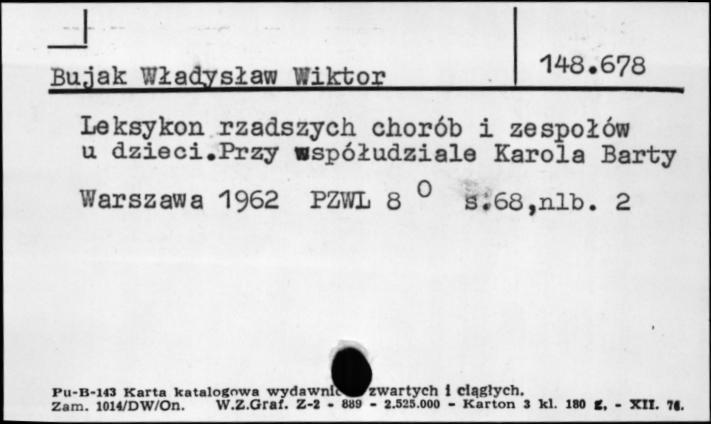 148.678
Bujak Władysław Wiktor
Leksykon rzadszych chorób i zespołów
u dzieci.Przy współudziale Karola Barty
Warszawa 1962 PZWL 8 O s.68,nlb. 2
Pu-B-143 Karta katalogowa zwartych i ciągłych.
Zam. 1014/DW/On. W.Z.Graf. Z-2 - 889 - 2.525.000 - Karton 3 kl. 180 g, - XII. 76.